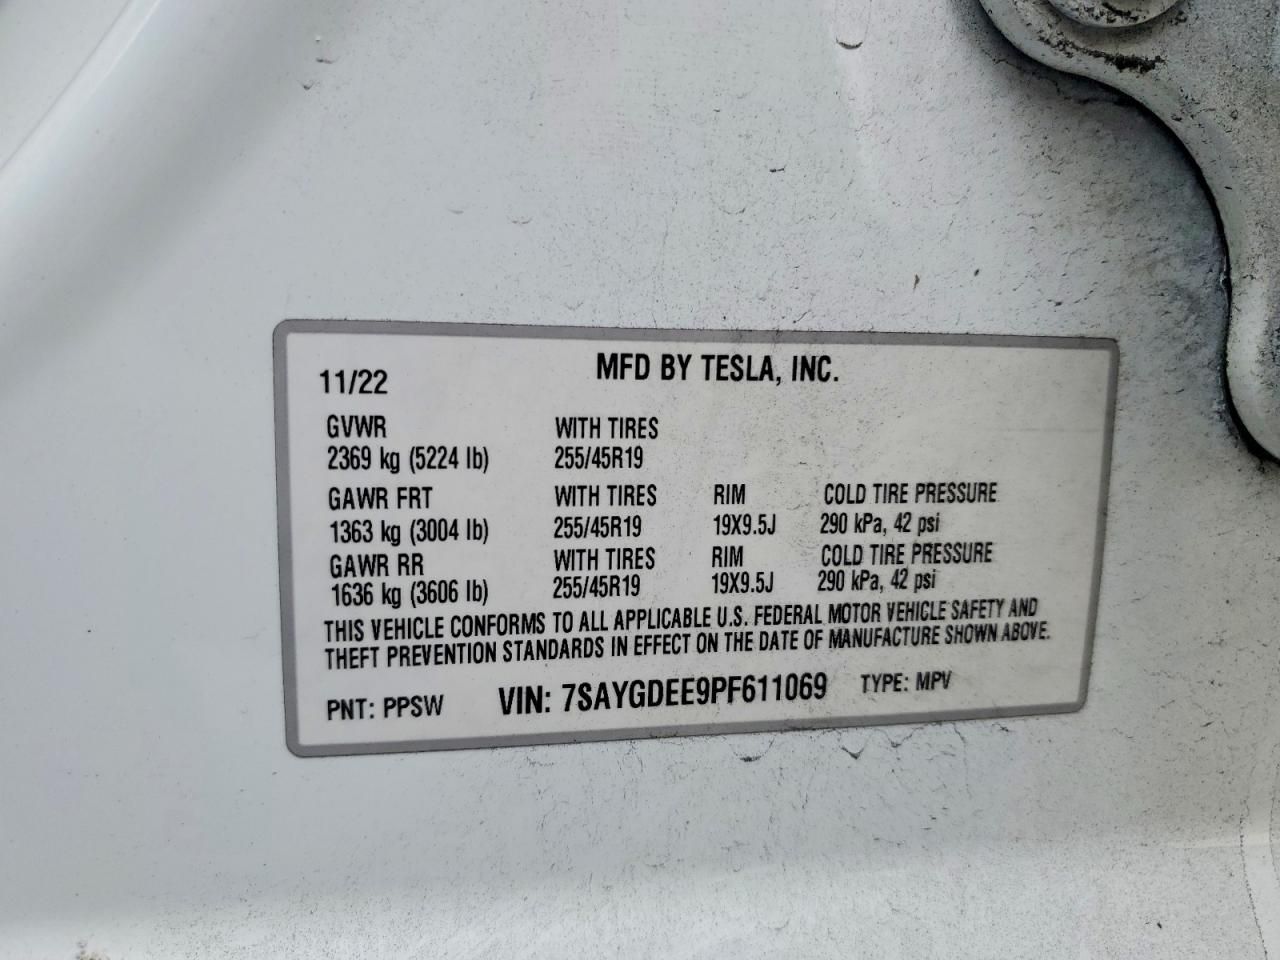 11/22 MFD BY TESLA, INC.
GVWR WITH TIRES
2369 kg (5224 lb) 255/45R19
GAWR FRT WITH TIRES RIM COLD TIRE PRESSURE
1363 kg (3004 lb) 255/45R19 19X9.5J 290 kPa, 42 psi
GAWR RR WITH TIRES RIM COLD TIRE PRESSURE
1636 kg (3606 lb) 255/45R19 19X9.5J 290 kPa, 42 psi
THIS VEHICLE CONFORMS TO ALL APPLICABLE U.S. FEDERAL MOTOR VEHICLE SAFETY AND
THEFT PREVENTION STANDARDS IN EFFECT ON THE DATE OF MANUFACTURE SHOWN ABOVE.
PNT: PPSW VIN: 7SAYGDEE9PF611069 TYPE: MPV